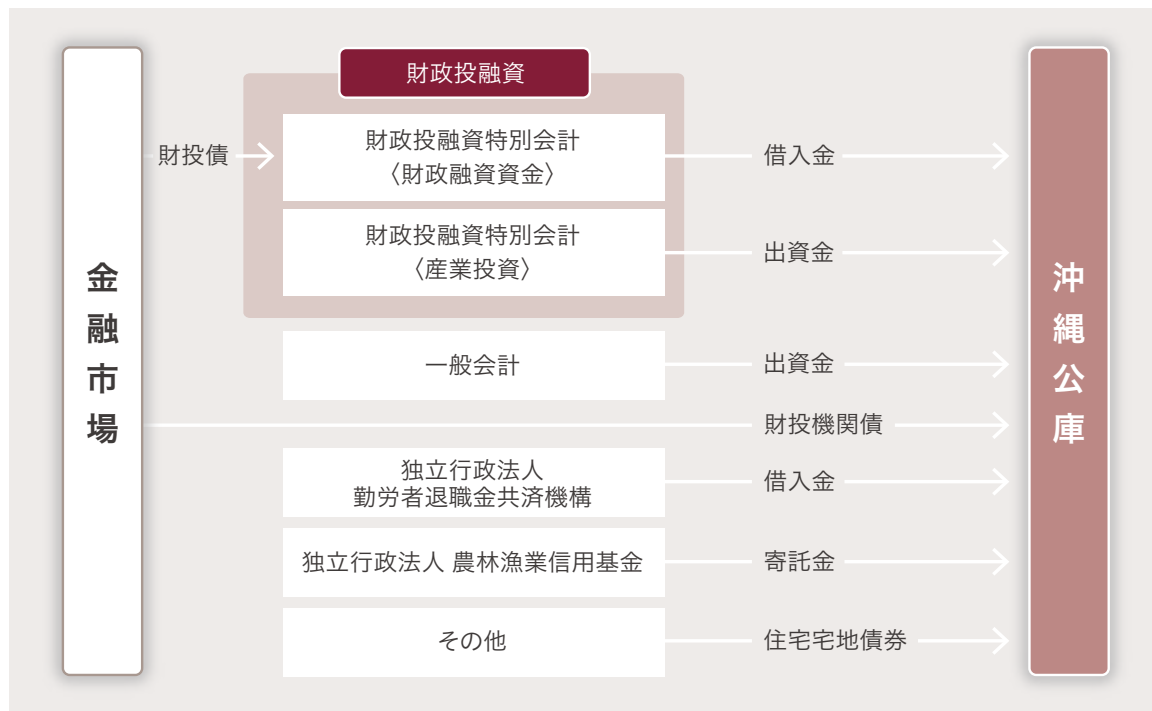 金融市場
財政投融資
財投債
財政投融資特別会計
〈財政融資資金〉
借入金
財政投融資特別会計
〈産業投資〉
出資金
一般会計
出資金
財投機関債
独立行政法人
勤労者退職金共済機構
借入金
独立行政法人 農林漁業信用基金
寄託金
その他
住宅宅地債券
沖縄公庫